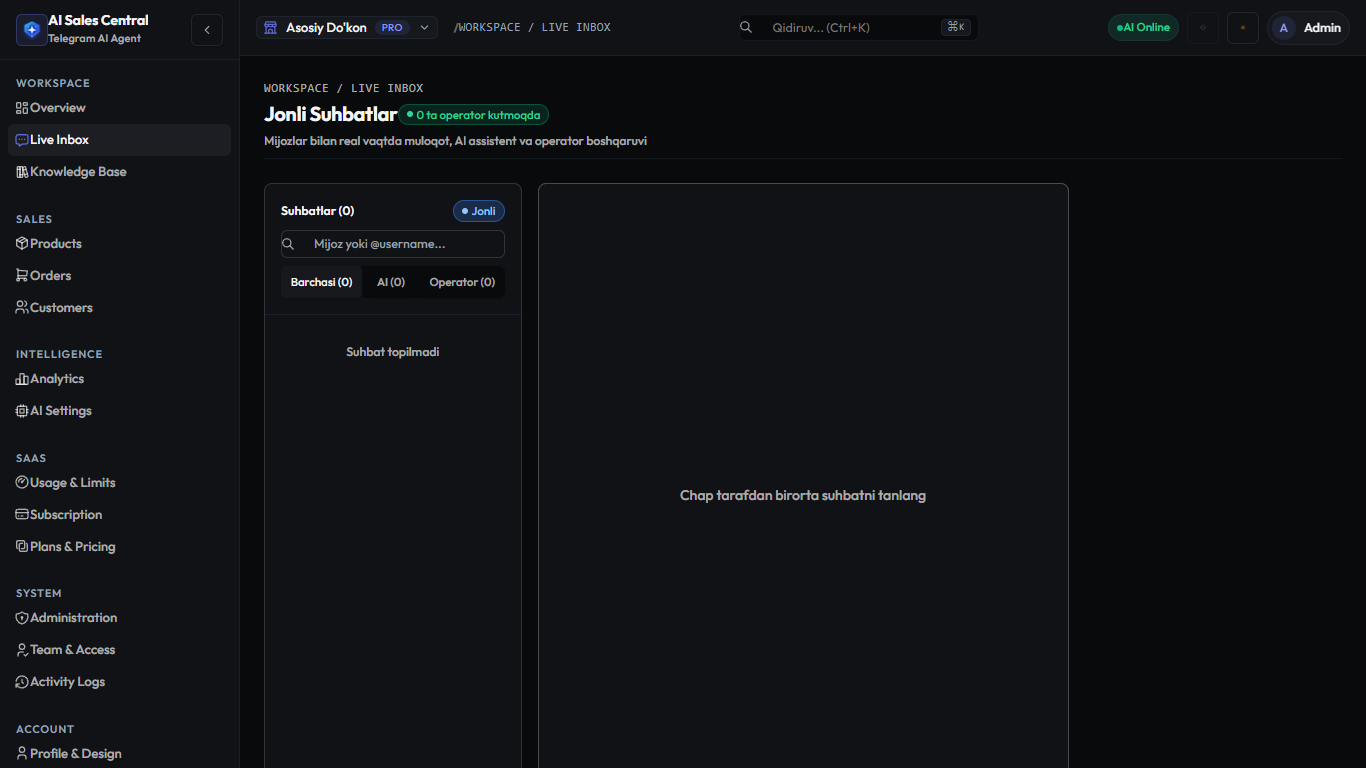 AI Sales Central
Telegram AI Agent
WORKSPACE
Overview
Live Inbox
Knowledge Base
SALES
Products
Orders
Customers
INTELLIGENCE
Analytics
AI Settings
SAAS
Usage & Limits
Subscription
Plans & Pricing
SYSTEM
Administration
Team & Access
Activity Logs
ACCOUNT
Profile & Design
Asosiy Do'kon PRO
/WORKSPACE / LIVE INBOX
Qidiruv... (Ctrl+K) ⌘K
AI Online
A Admin
WORKSPACE / LIVE INBOX
Jonli Suhbatlar 0 ta operator kutmoqda
Mijozlar bilan real vaqtda muloqot, AI assistent va operator boshqaruvi
Suhbatlar (0) Jonli
Mijoz yoki @username...
Barchasi (0) AI (0) Operator (0)
Suhbat topilmadi
Chap tarafdan birorta suhbatni tanlang